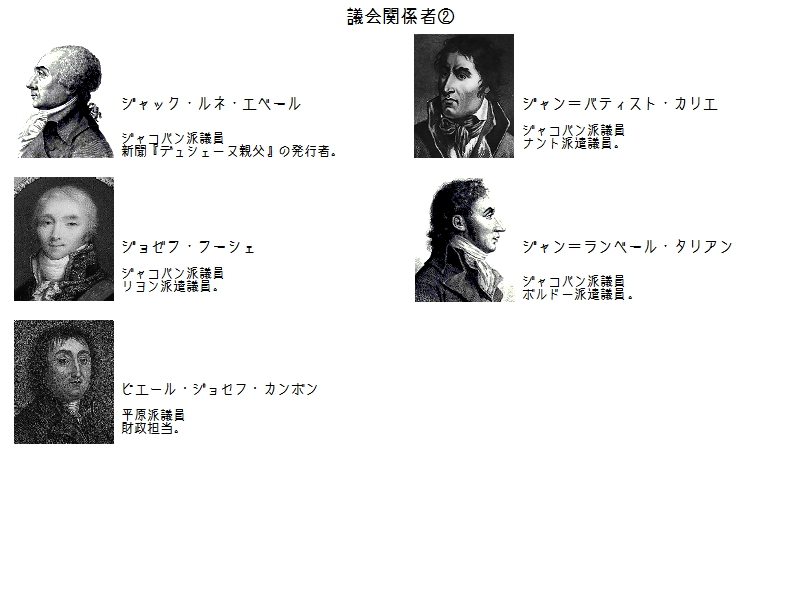 議会関係者②
ジャック・ルネ・エベール
ジャコバン派議員
新聞『デュシェーヌ親父』の発行者。
ジャン＝バティスト・カリエ
ジャコバン派議員
ナント派遣議員。
ジョゼフ・フーシェ
ジャコバン派議員
リヨン派遣議員。
ジャン＝ランベール・タリアン
ジャコバン派議員
ボルドー派遣議員。
ピエール・ジョセフ・カンボン
平原派議員
財政担当。